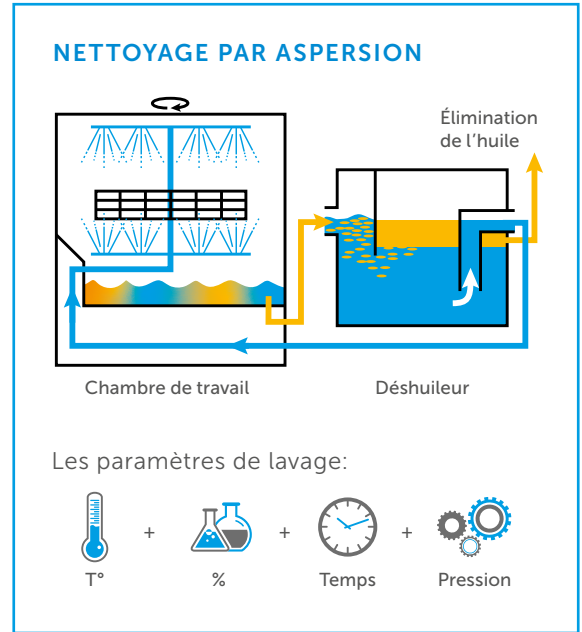 NETTOYAGE PAR ASPERSION
Élimination
de l’huile
Chambre de travail
Déshuileur
Les paramètres de lavage:
+
+
+
T°
%
Temps
Pression